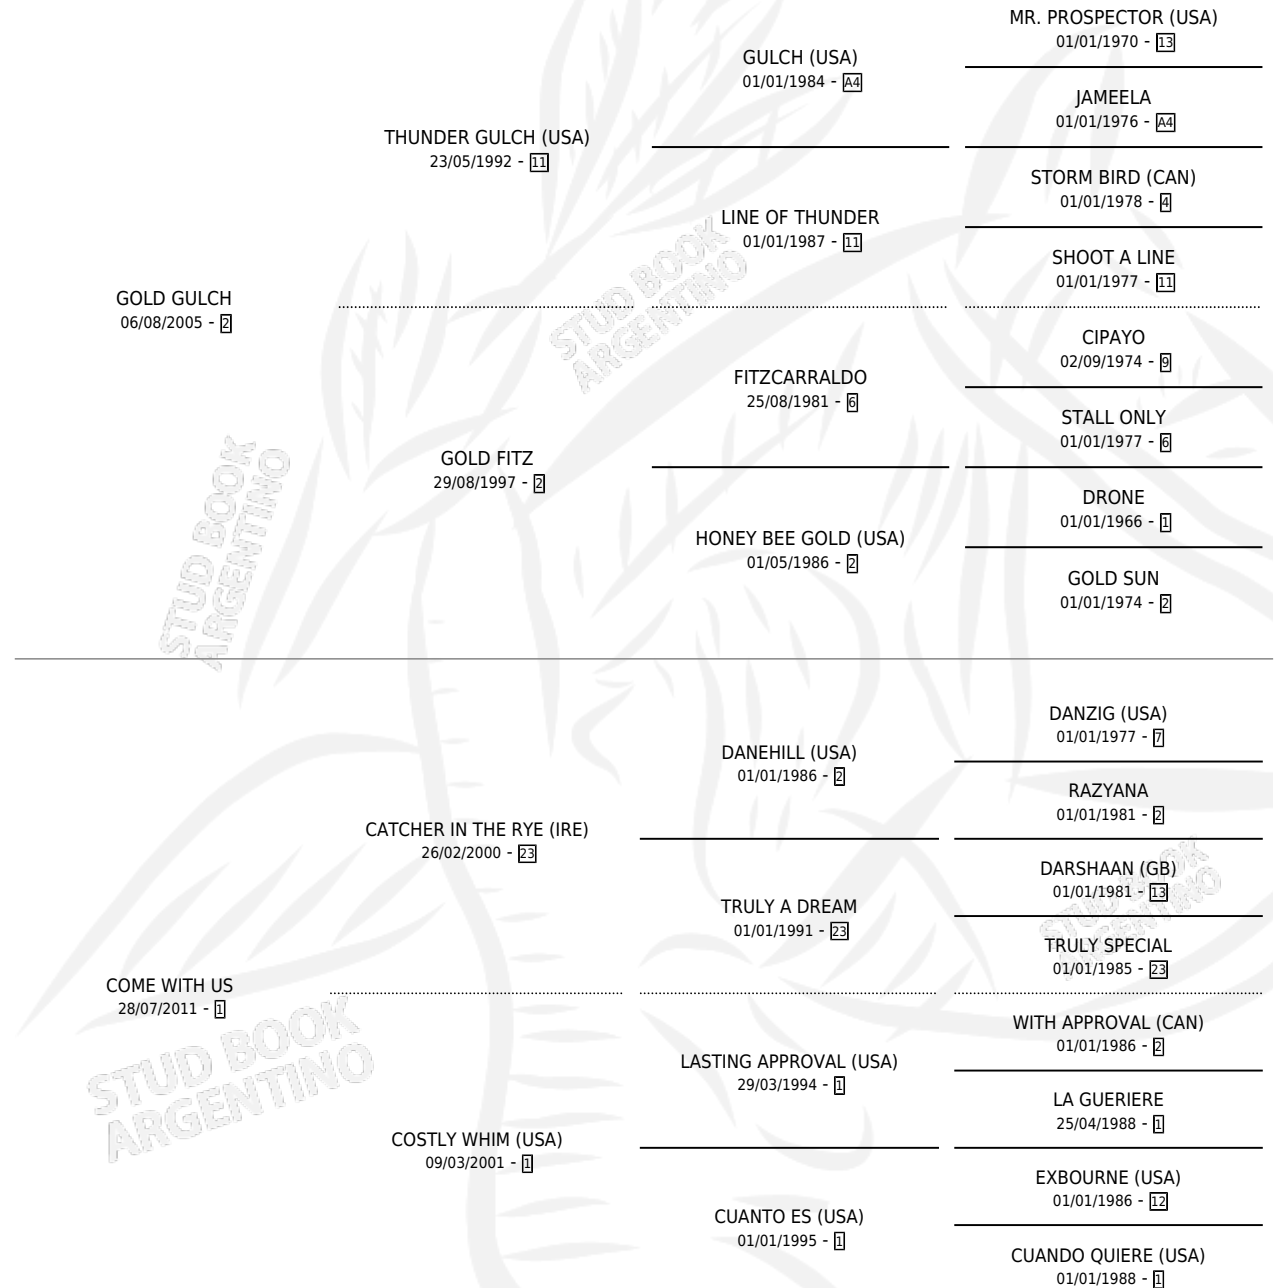 MR. PROSPECTOR (USA)
01/01/1970 - 13
GULCH (USA)
01/01/1984 - A4
JAMEELA
01/01/1976 - A4
THUNDER GULCH (USA)
23/05/1992 - 11
STORM BIRD (CAN)
01/01/1978 - 4
LINE OF THUNDER
01/01/1987 - 11
SHOOT A LINE
01/01/1977 - 11
GOLD GULCH
06/08/2005 - 2
STUD BOOK
ARGENTINO
CIPAYO
02/09/1974 - 9
FITZCARRALDO
25/08/1981 - 6
STALL ONLY
01/01/1977 - 6
GOLD FITZ
29/08/1997 - 2
DRONE
01/01/1966 - 1
HONEY BEE GOLD (USA)
01/05/1986 - 2
GOLD SUN
01/01/1974 - 2
STUD BOOK
ARGENTINO
DANZIG (USA)
01/01/1977 - 7
DANEHILL (USA)
01/01/1986 - 2
RAZYANA
01/01/1981 - 2
CATCHER IN THE RYE (IRE)
26/02/2000 - 23
DARSHAAN (GB)
01/01/1981 - 13
TRULY A DREAM
01/01/1991 - 23
STUD BOOK
ARGENTINO
TRULY SPECIAL
01/01/1985 - 23
COME WITH US
28/07/2011 - 1
STUD BOOK
ARGENTINO
WITH APPROVAL (CAN)
01/01/1986 - 2
LASTING APPROVAL (USA)
29/03/1994 - 1
LA GUERIERE
25/04/1988 - 1
COSTLY WHIM (USA)
09/03/2001 - 1
EXBOURNE (USA)
01/01/1986 - 12
CUANTO ES (USA)
01/01/1995 - 1
CUANDO QUIERE (USA)
01/01/1988 - 1